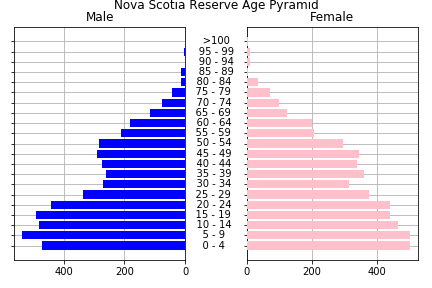 Nova Scotia Reserve Age Pyramid
Male Female
>100
95 - 99
90 - 94
85 - 89
80 - 84
75 - 79
70 - 74
65 - 69
60 - 64
55 - 59
50 - 54
45 - 49
40 - 44
35 - 39
30 - 34
25 - 29
20 - 24
15 - 19
10 - 14
5 - 9
0 - 4
400 200 0 0 200 400